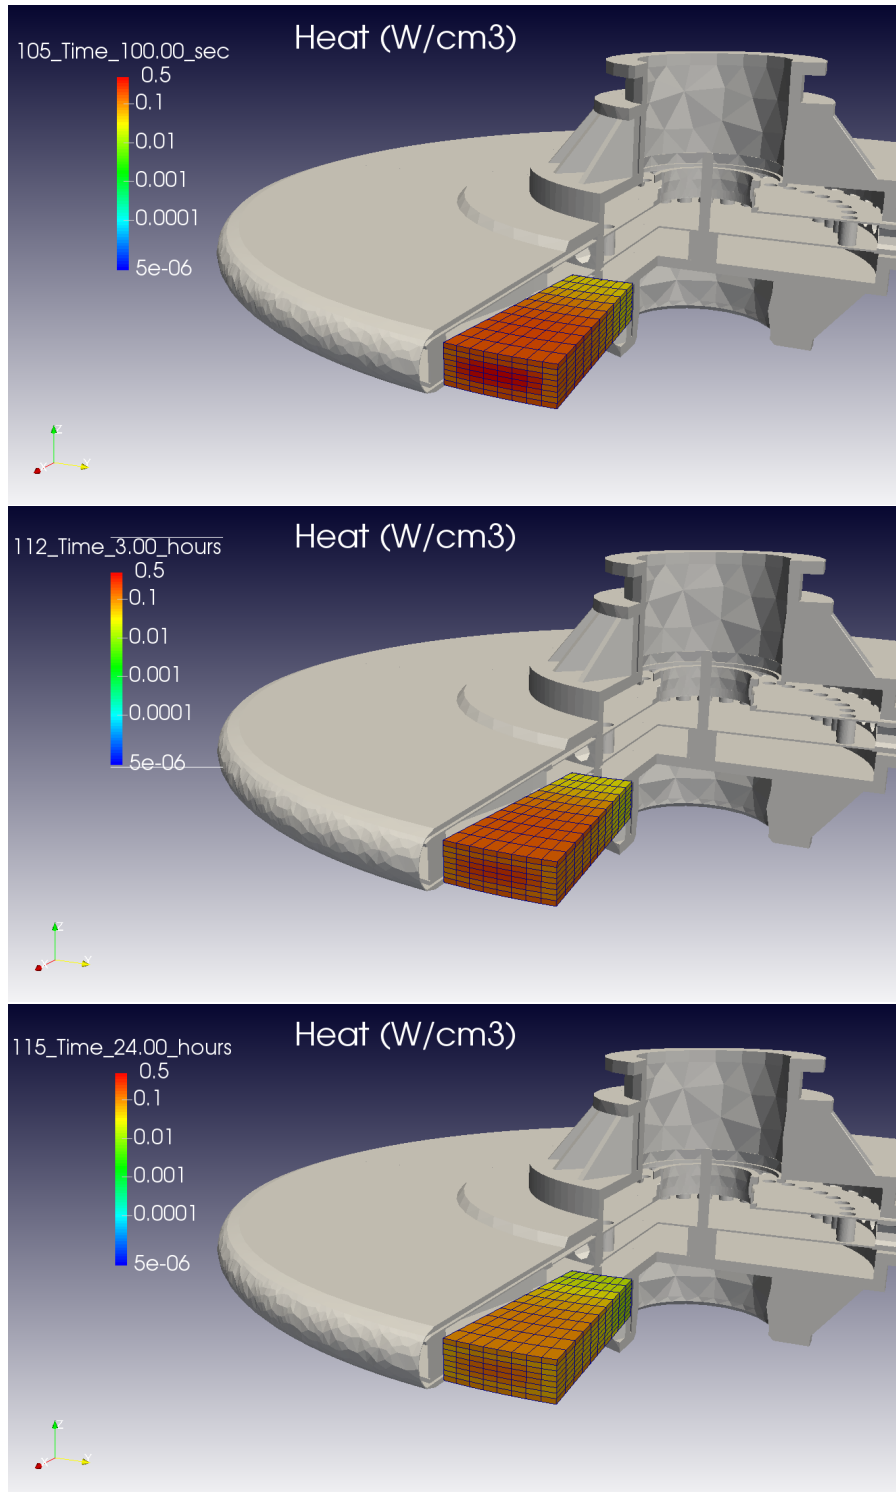 Heat (W/cm3)
105_Time_100.00_sec
0.5
0.1
0.01
0.001
0.0001
5e-06
Z
Y
Heat (W/cm3)
112_Time_3.00_hours
0.5
0.1
0.01
0.001
0.0001
5e-06
Z
Y
Heat (W/cm3)
115_Time_24.00_hours
0.5
0.1
0.01
0.001
0.0001
5e-06
Z
Y